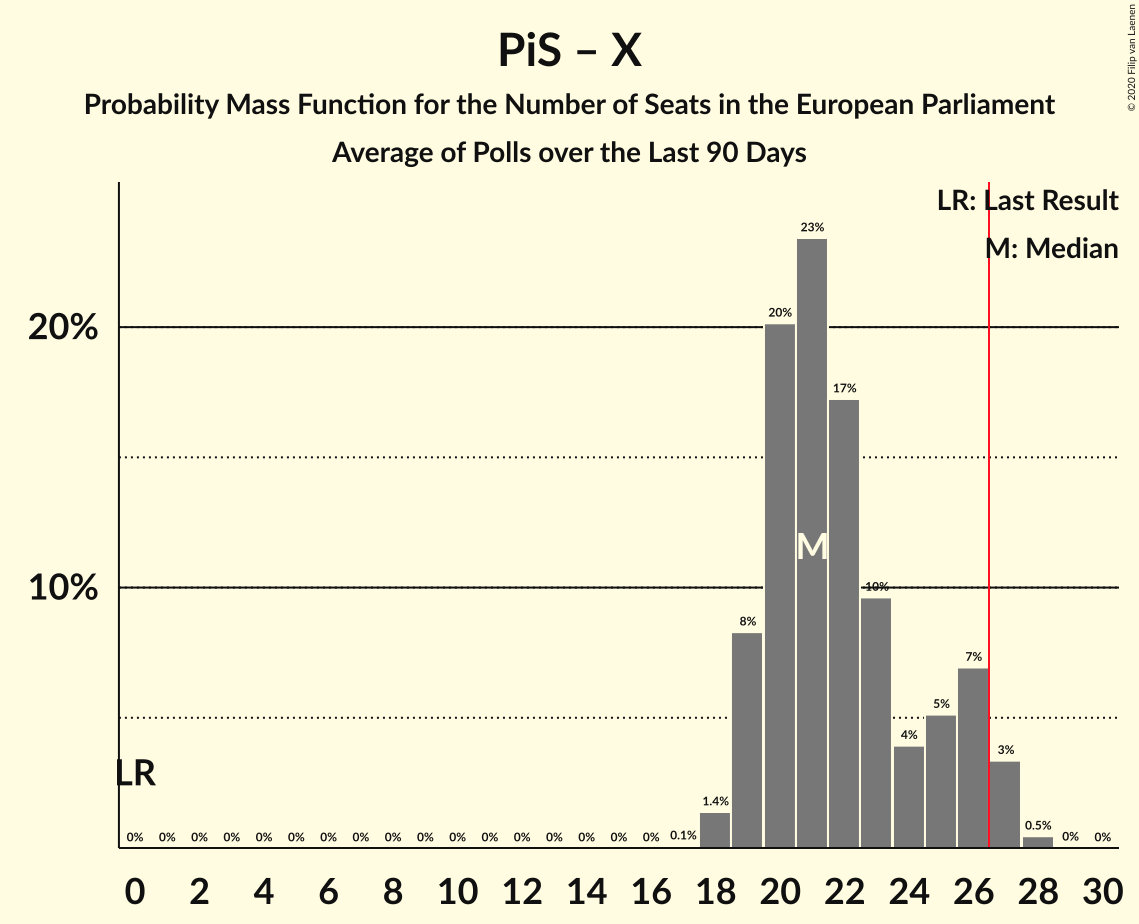 PiS – X
Probability Mass Function for the Number of Seats in the European Parliament
Average of Polls over the Last 90 Days
© 2020 Filip van Laenen
LR: Last Result
M: Median
23%
20%
20%
17%
M
10%
10%
8%
7%
5%
4%
3%
LR
1.4%
0% 0% 0% 0% 0% 0% 0% 0% 0% 0% 0% 0% 0% 0% 0% 0% 0% 0.1% 0.5% 0% 0%
0 2 4 6 8 10 12 14 16 18 20 22 24 26 28 30